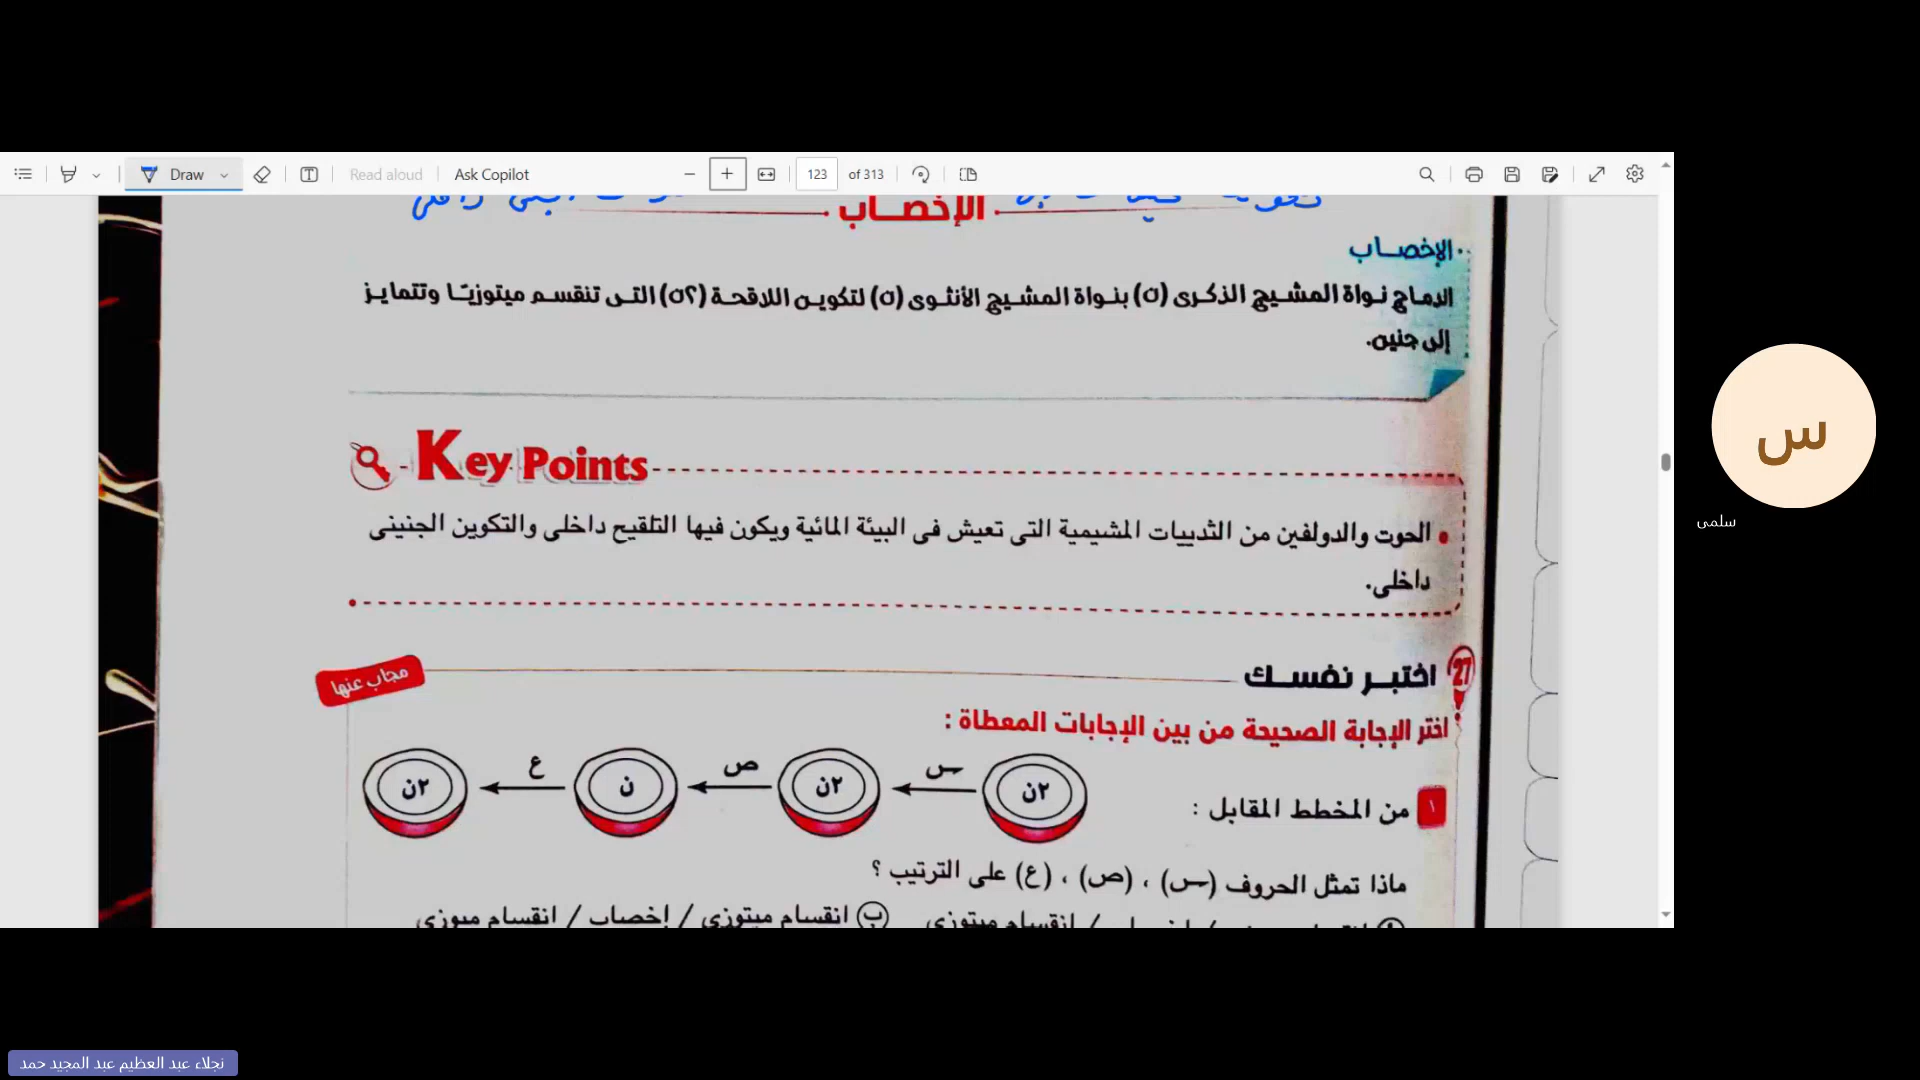 Draw
Read aloud
Ask Copilot
123 of 313
الإخصاب
الإخصاب
اندماج نواة المشيج الذكرى (ن) بنواة المشيج الأنثوى (ن) لتكوين اللاقحة (٢ن) التى تنقسم ميتوزيًا وتتمايز
إلى جنين.
Key Points
• الحوت والدولفين من الثدييات المشيمية التى تعيش فى البيئة المائية ويكون فيها التلقيح داخلى والتكوين الجنينى
داخلى.
27 اختبر نفسك
مجاب عنها
اختر الإجابة الصحيحة من بين الإجابات المعطاة :
١ من المخطط المقابل :
٢ن س ٢ن ص ن ع ٢ن
ماذا تمثل الحروف (س) ، (ص) ، (ع) على الترتيب ؟
ب انقسام ميتوزى / إخصاب / انقسام ميوزى
س
سلمى
نجلاء عبد العظيم عبد المجيد حمد